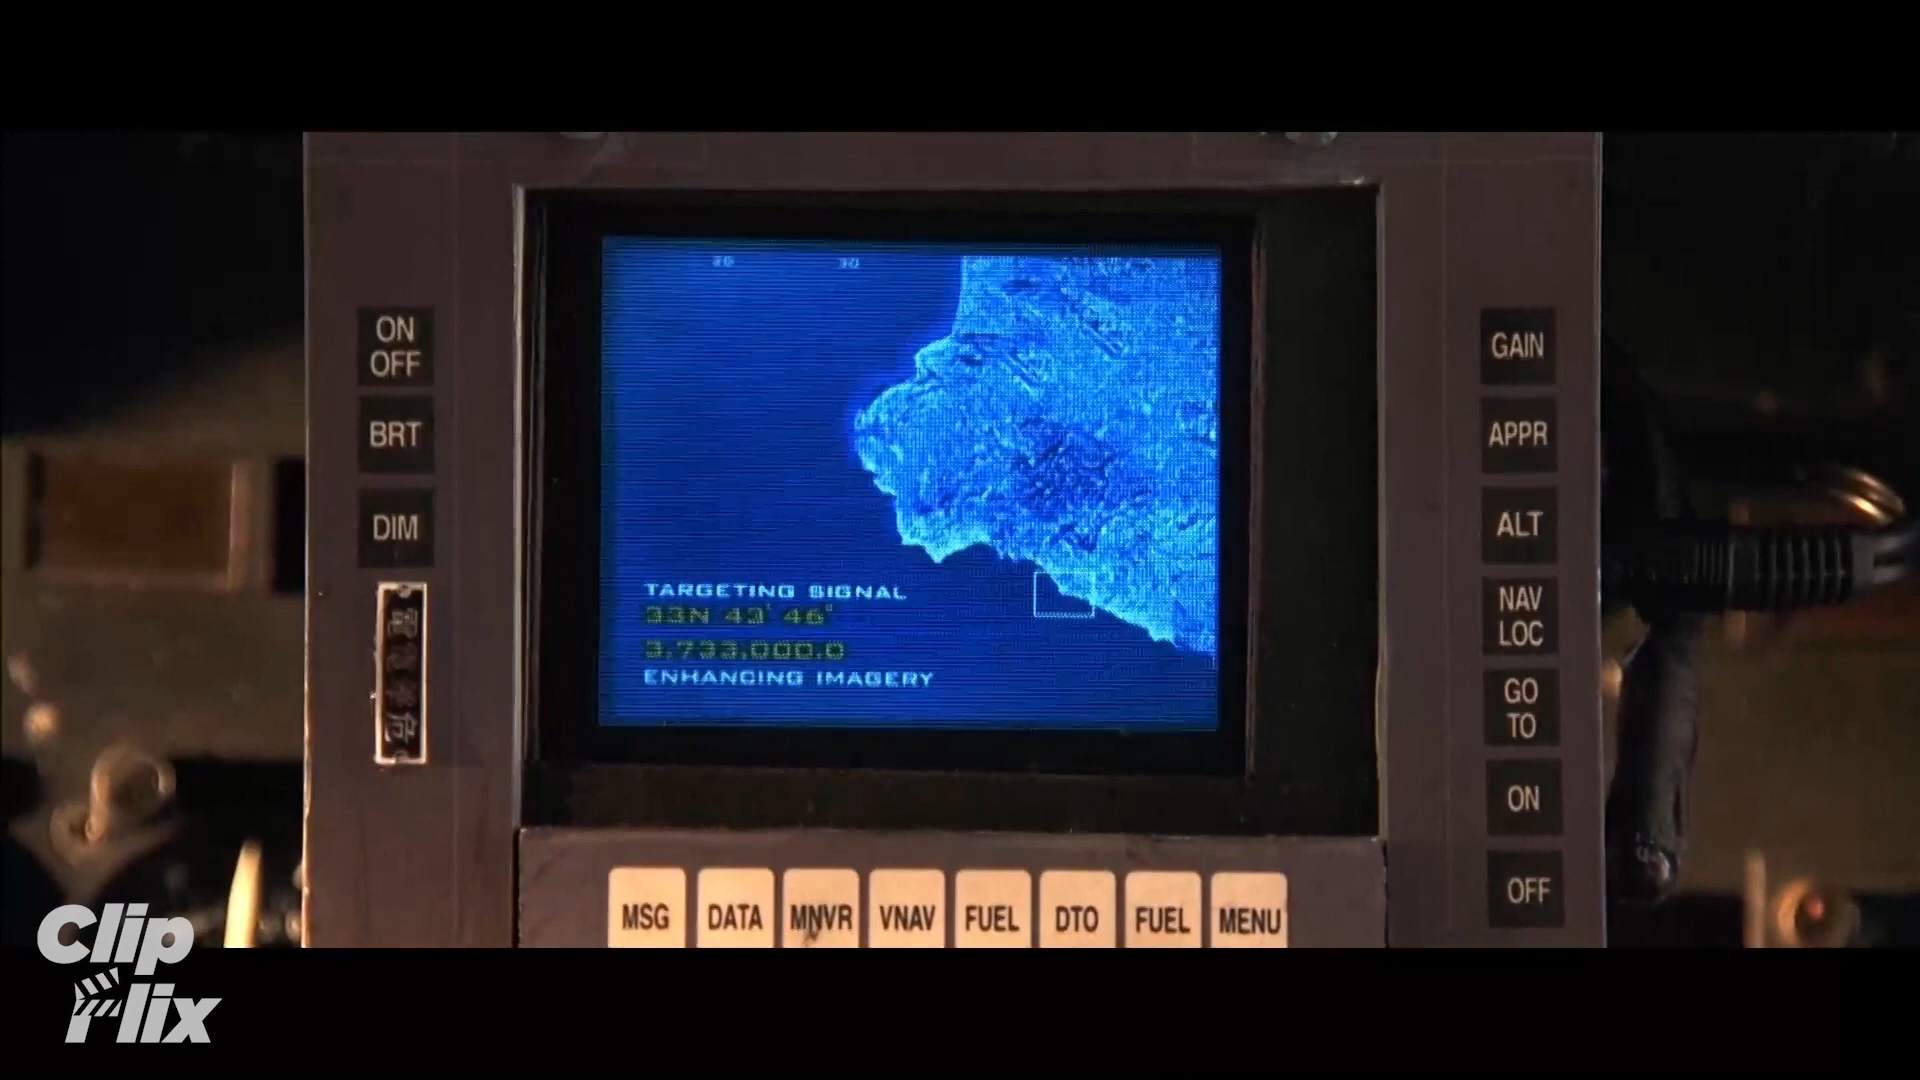 20 30
ON
OFF
BRT
DIM
TARGETING SIGNAL
33N 43' 46"
3,733,000.0
ENHANCING IMAGERY
GAIN
APPR
ALT
NAV
LOC
GO
TO
ON
OFF
MSG DATA MNVR VNAV FUEL DTO FUEL MENU
Clip
Flix